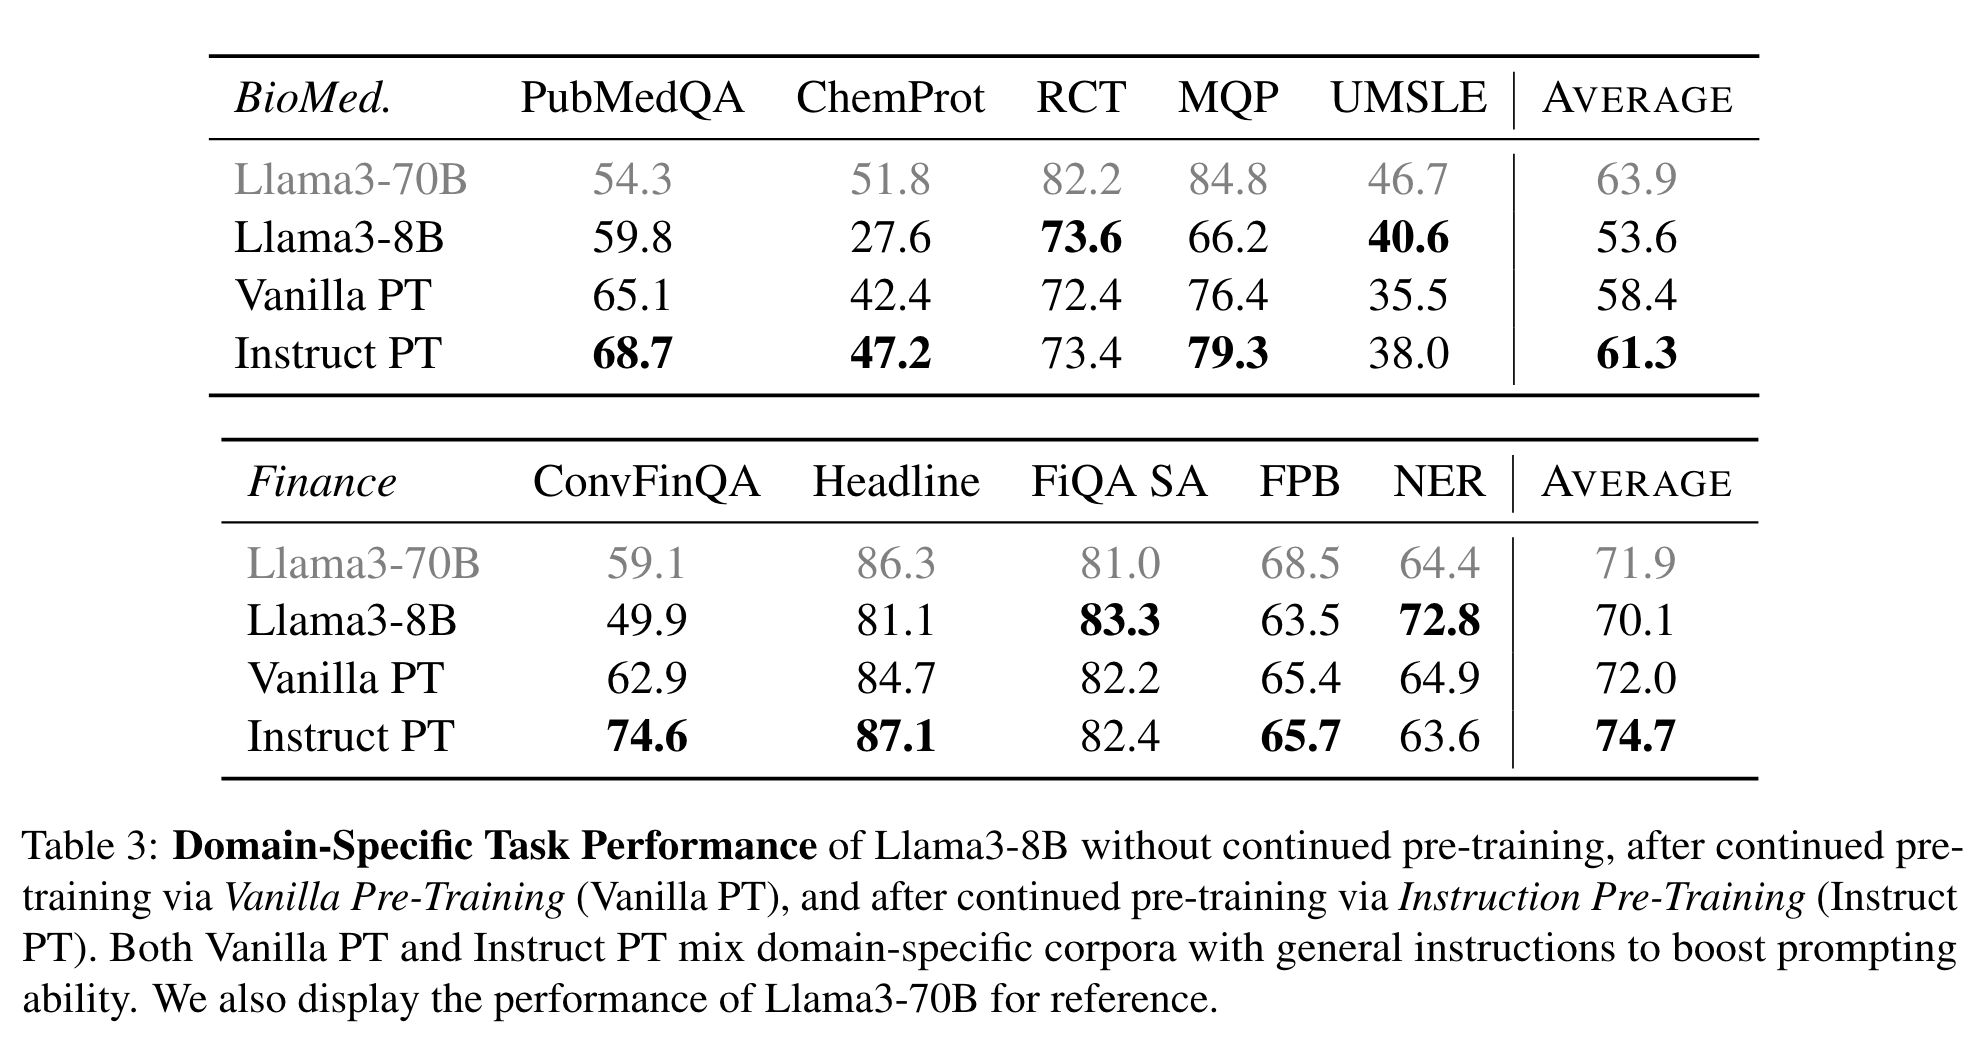 BioMed. PubMedQA ChemProt RCT MQP UMSLE AVERAGE
Llama3-70B 54.3 51.8 82.2 84.8 46.7 63.9
Llama3-8B 59.8 27.6 73.6 66.2 40.6 53.6
Vanilla PT 65.1 42.4 72.4 76.4 35.5 58.4
Instruct PT 68.7 47.2 73.4 79.3 38.0 61.3
Finance ConvFinQA Headline FiQA SA FPB NER AVERAGE
Llama3-70B 59.1 86.3 81.0 68.5 64.4 71.9
Llama3-8B 49.9 81.1 83.3 63.5 72.8 70.1
Vanilla PT 62.9 84.7 82.2 65.4 64.9 72.0
Instruct PT 74.6 87.1 82.4 65.7 63.6 74.7
Table 3: Domain-Specific Task Performance of Llama3-8B without continued pre-training, after continued pre-
training via Vanilla Pre-Training (Vanilla PT), and after continued pre-training via Instruction Pre-Training (Instruct
PT). Both Vanilla PT and Instruct PT mix domain-specific corpora with general instructions to boost prompting
ability. We also display the performance of Llama3-70B for reference.